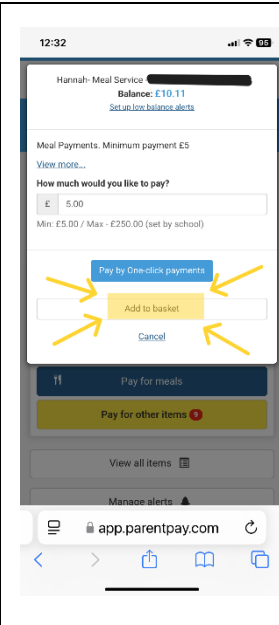 12:32
95
Hannah- Meal Service
Balance: £10.11
Set up low balance alerts
Meal Payments. Minimum payment £5
View more...
How much would you like to pay?
£ 5.00
Min: £5.00 / Max - £250.00 (set by school)
Pay by One-click payments
Add to basket
Cancel
Pay for meals
Pay for other items 9
View all items
Manage alerts
app.parentpay.com